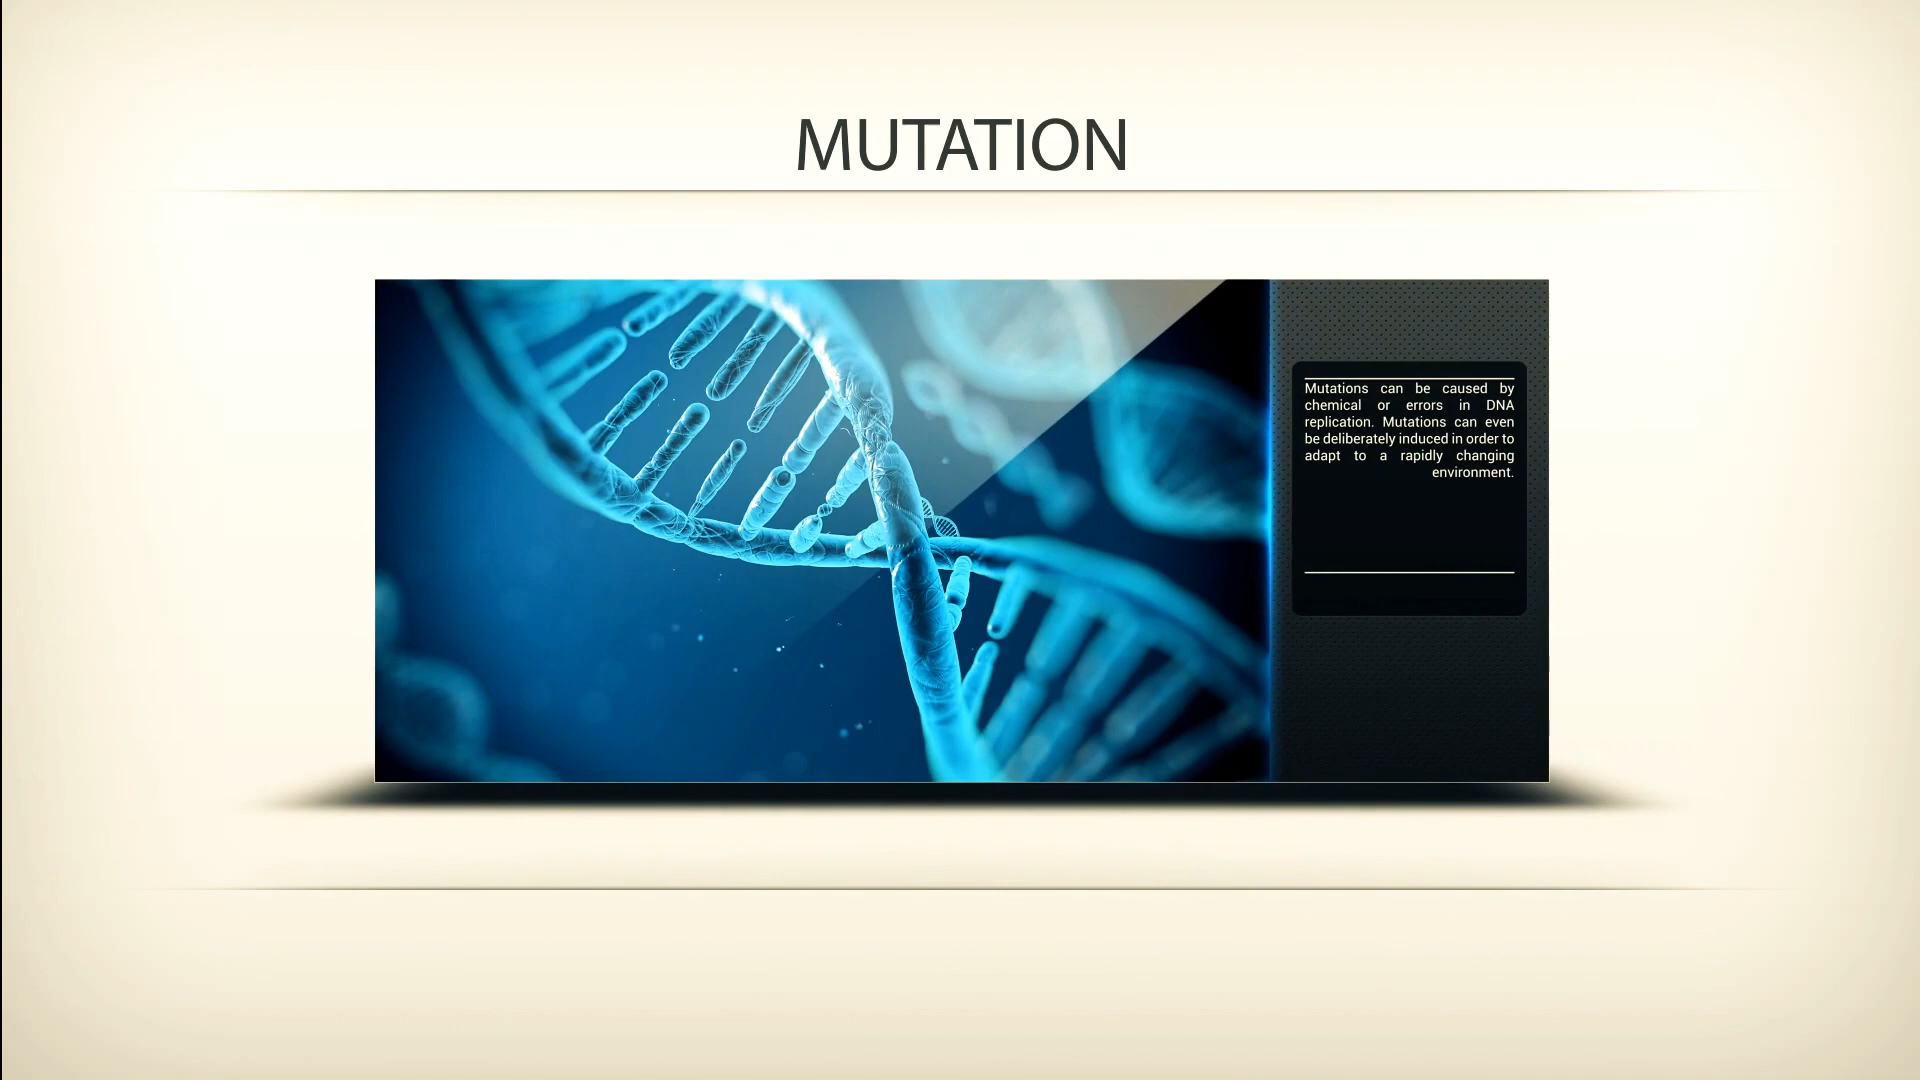 MUTATION
Mutations can be caused by
chemical or errors in DNA
replication. Mutations can even
be deliberately induced in order to
adapt to a rapidly changing
environment.